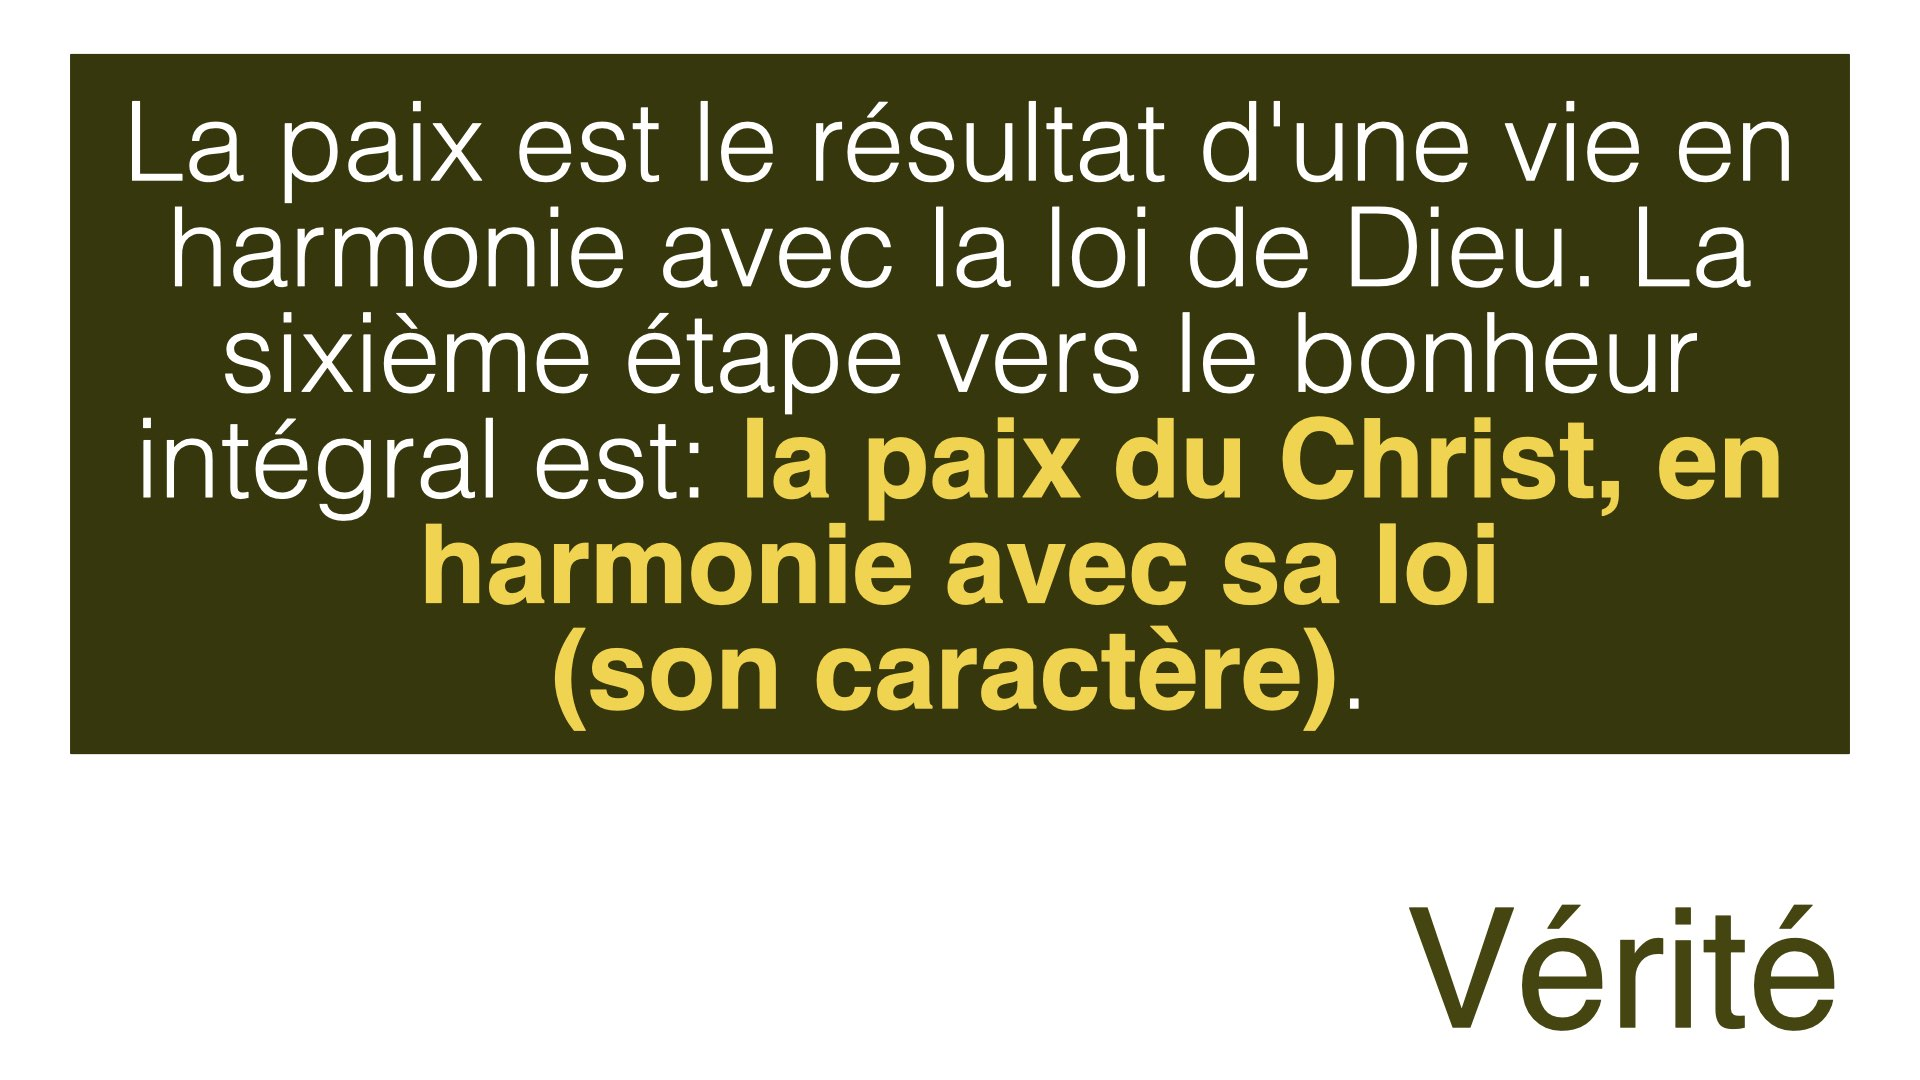 La paix est le résultat d'une vie en
harmonie avec la loi de Dieu. La
sixième étape vers le bonheur
intégral est: la paix du Christ, en
harmonie avec sa loi
(son caractère).
Vérité